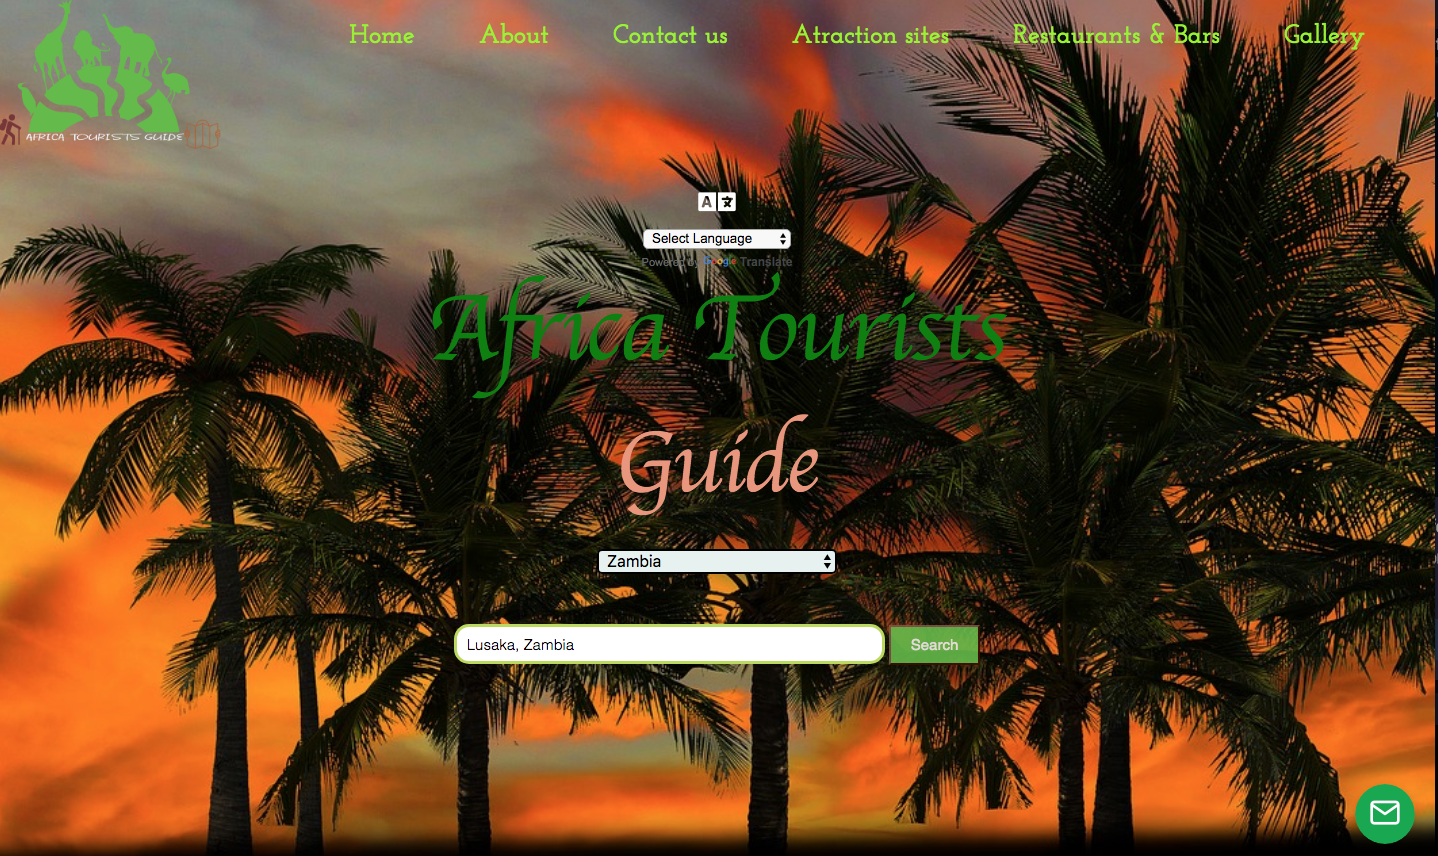 Home About Contact us Atraction sites Restaurants & Bars Gallery
AFRICA TOURISTS GUIDE
A
Select Language
Powered by Google Translate
Africa Tourists
Guide
Zambia
Lusaka, Zambia Search